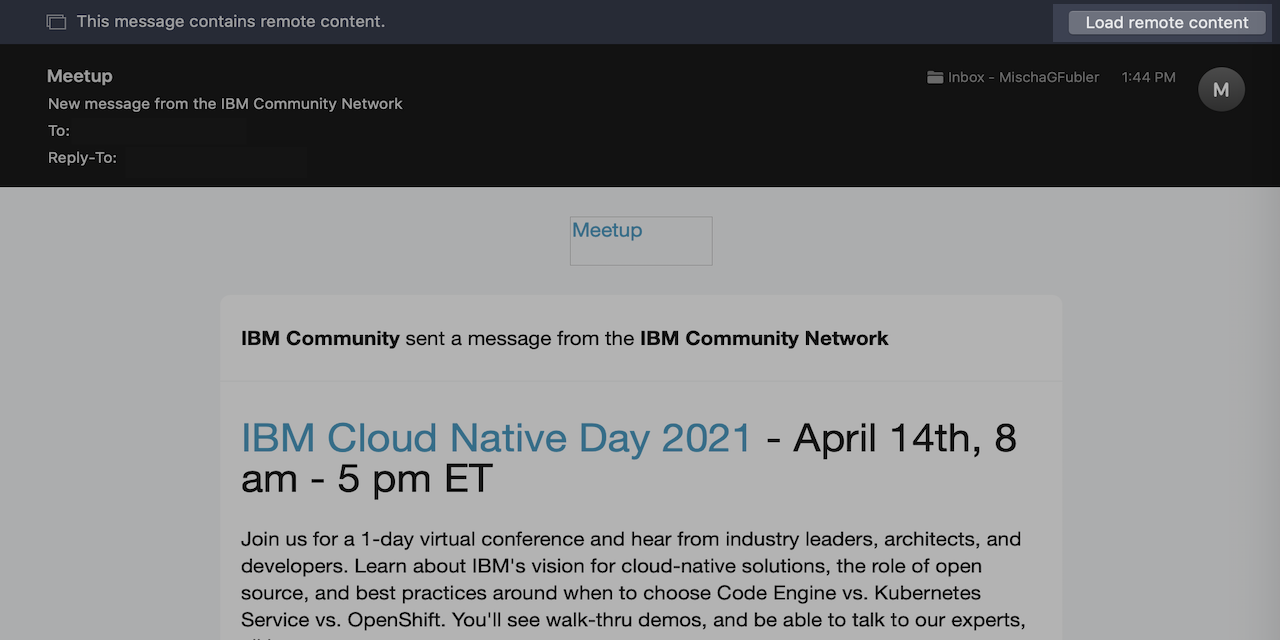 This message contains remote content.
Load remote content
Meetup
Inbox - MischaGFubler
1:44 PM
M
New message from the IBM Community Network
To:
Reply-To:
Meetup
IBM Community sent a message from the IBM Community Network
IBM Cloud Native Day 2021 - April 14th, 8
am - 5 pm ET
Join us for a 1-day virtual conference and hear from industry leaders, architects, and
developers. Learn about IBM's vision for cloud-native solutions, the role of open
source, and best practices around when to choose Code Engine vs. Kubernetes
Service vs. OpenShift. You'll see walk-thru demos, and be able to talk to our experts,